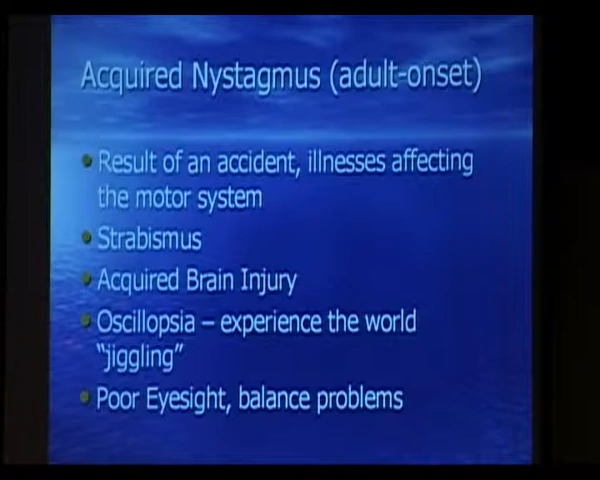 Acquired Nystagmus (adult-onset)
Result of an accident, illnesses affecting
the motor system
Strabismus
Acquired Brain Injury
Oscillopsia – experience the world
"jiggling"
Poor Eyesight, balance problems